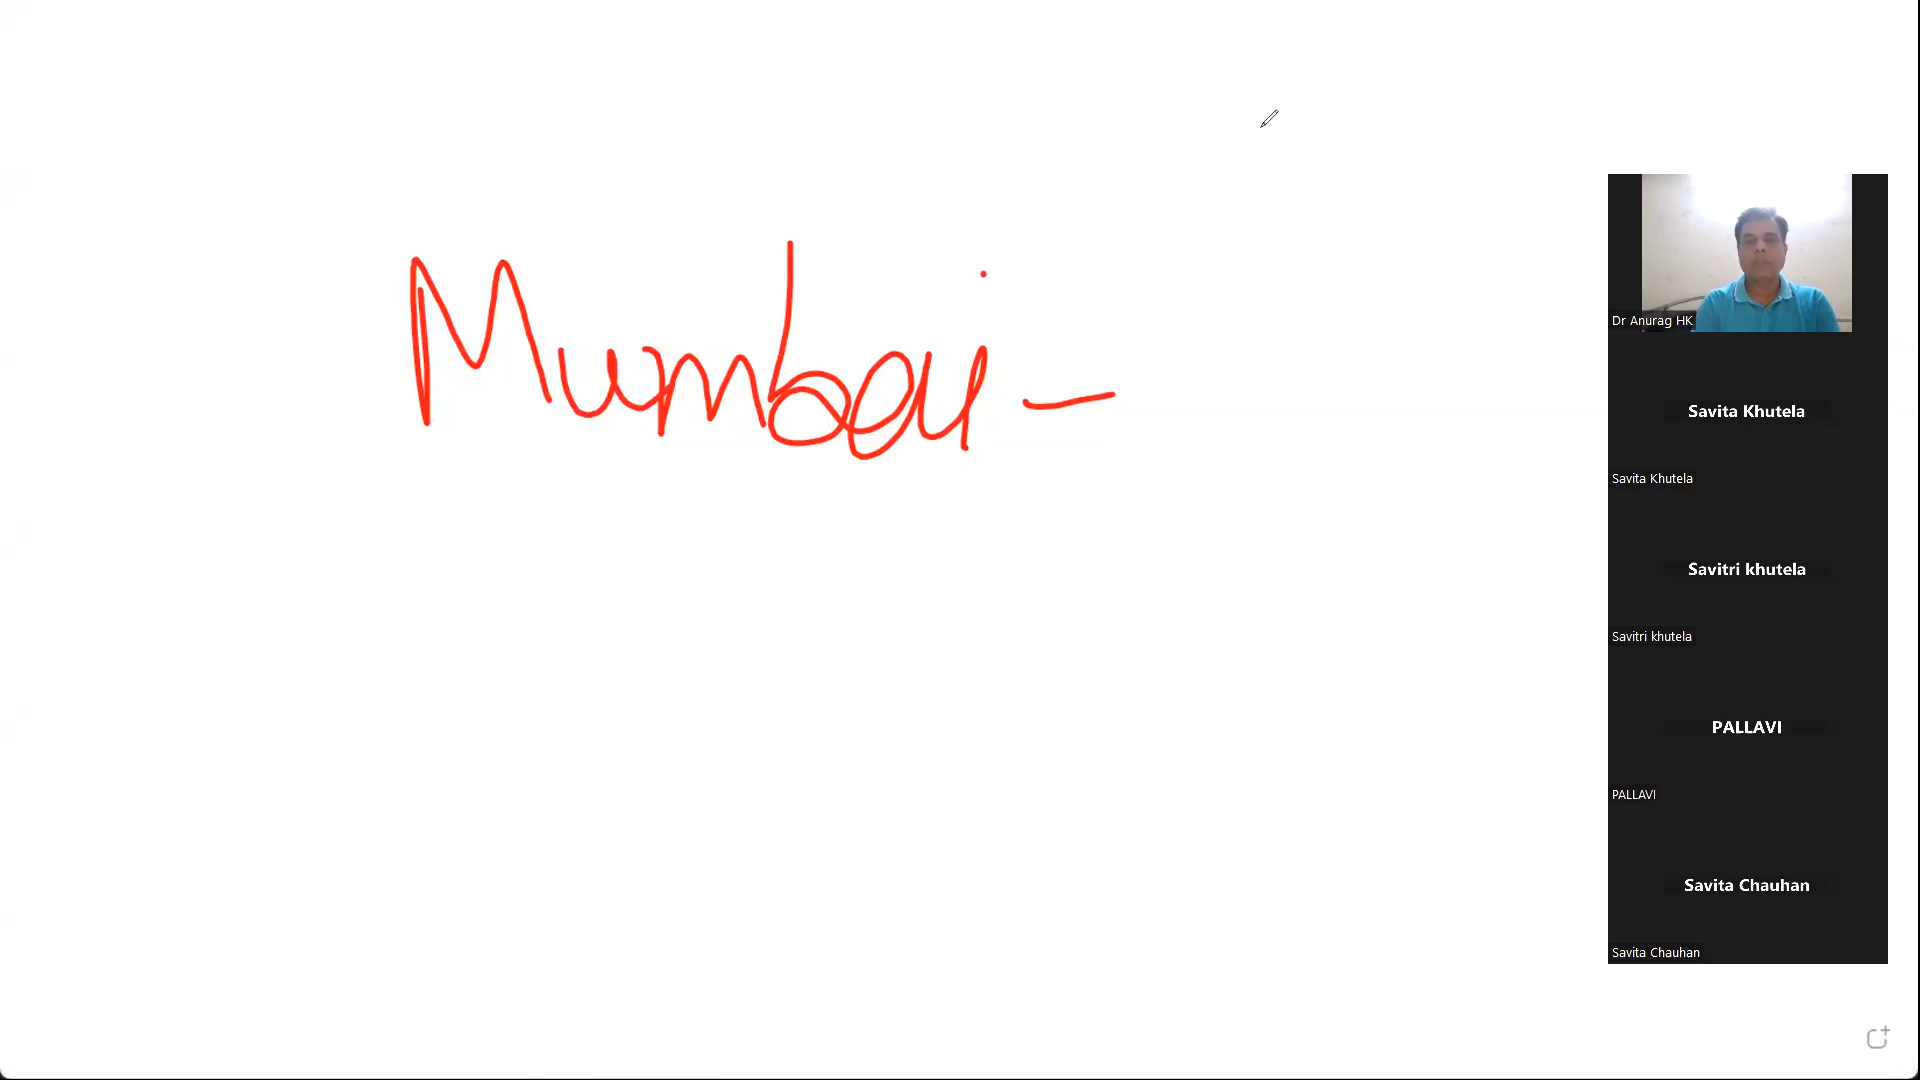 Mumbai -
Dr Anurag HK
Savita Khutela
Savita Khutela
Savitri khutela
Savitri khutela
PALLAVI
PALLAVI
Savita Chauhan
Savita Chauhan